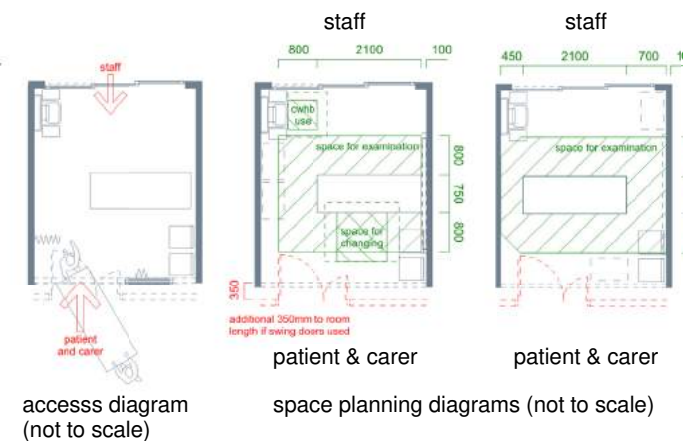 staff
staff
staff
800 2100 100
450 2100 700
cwhb
use
space for examination
800
750
800
space for
changing
space for examination
350
additional 350mm to room
length if swing doors used
patient
and carer
patient & carer
patient & carer
accesss diagram
(not to scale)
space planning diagrams (not to scale)